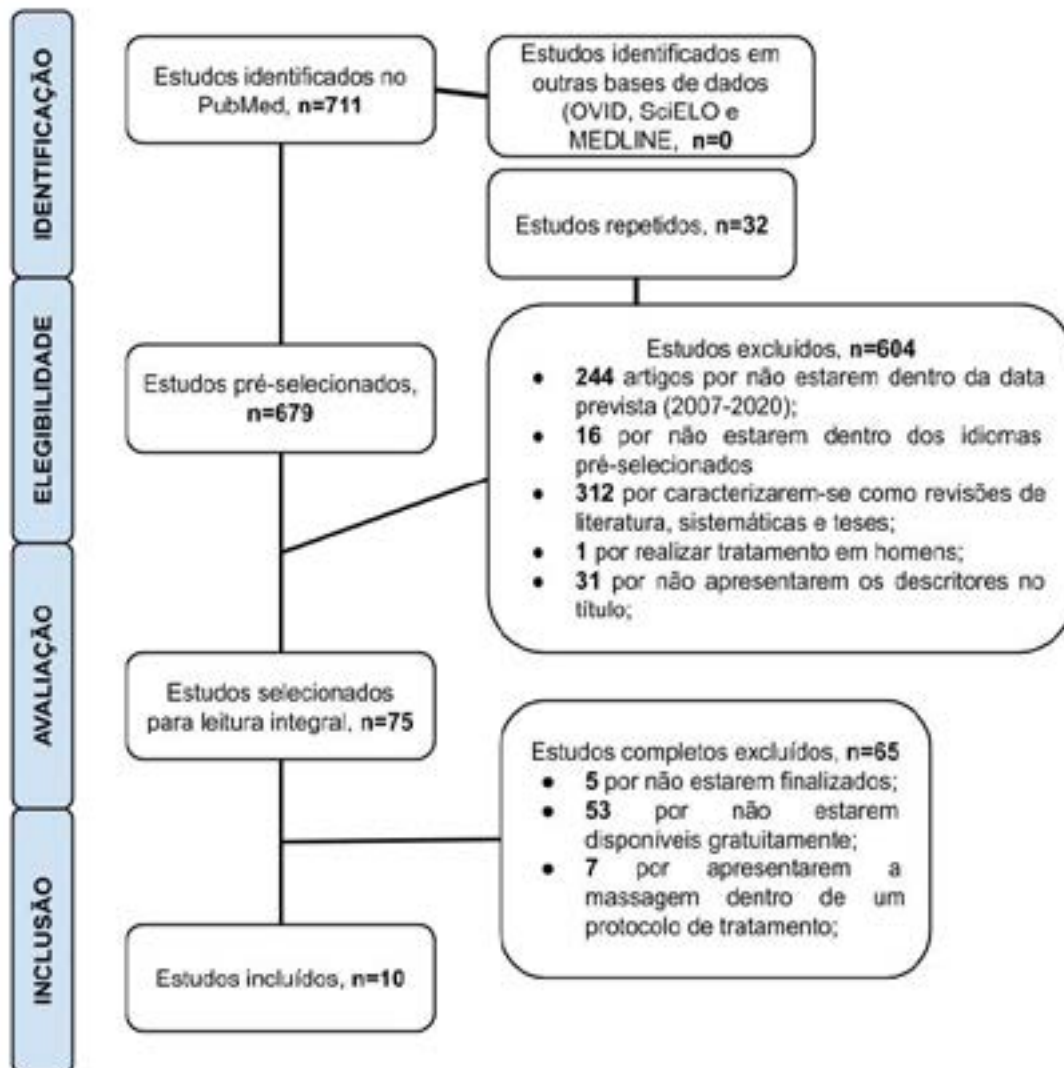 IDENTIFICAÇÃO
Estudos identificados no
PubMed, n=711
Estudos identificados em
outras bases de dados
(OVID, SciELO e
MEDLINE, n=0
Estudos repetidos, n=32
ELEGIBILIDADE
Estudos pré-selecionados,
n=679
Estudos excluídos, n=604
● 244 artigos por não estarem dentro da data
prevista (2007-2020);
● 16 por não estarem dentro dos idiomas
pré-selecionados
● 312 por caracterizarem-se como revisões de
literatura, sistemáticas e teses;
● 1 por realizar tratamento em homens;
● 31 por não apresentarem os descritores no
título;
AVALIAÇÃO
Estudos selecionados
para leitura integral, n=75
Estudos completos excluídos, n=65
● 5 por não estarem finalizados;
● 53 por não estarem
disponíveis gratuitamente;
● 7 por apresentarem a
massagem dentro de um
protocolo de tratamento;
INCLUSÃO
Estudos incluídos, n=10